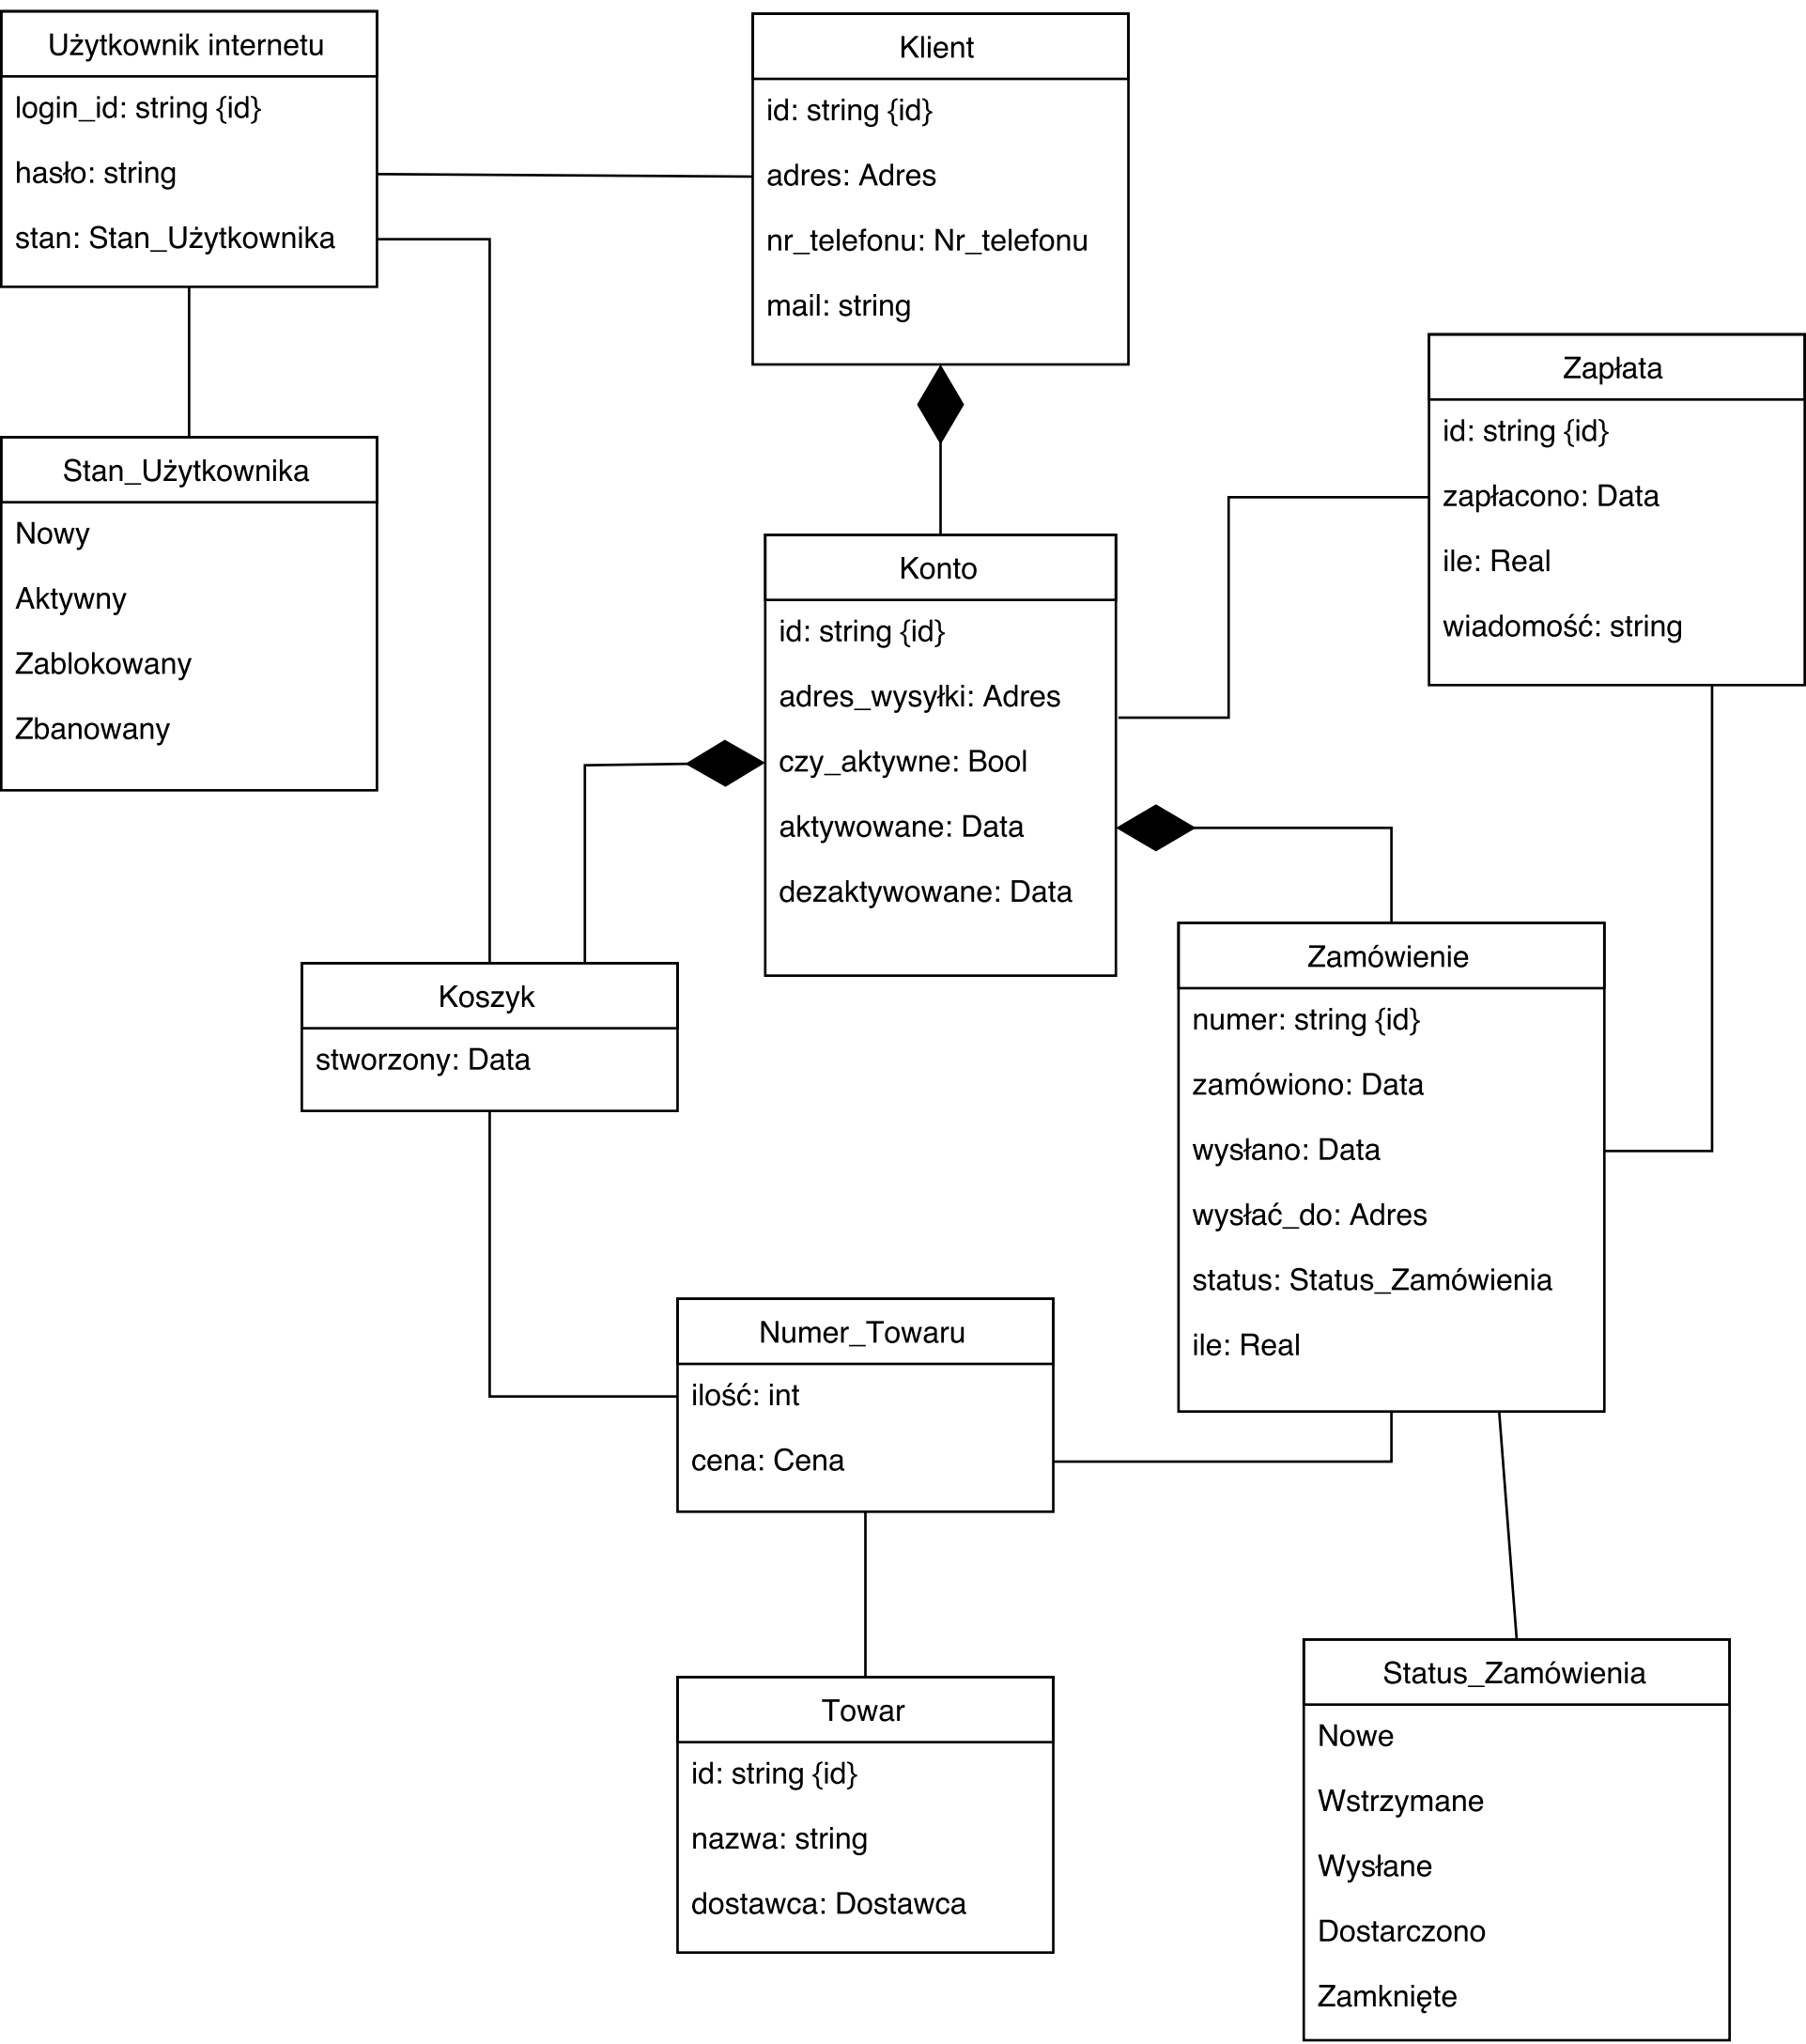 Użytkownik internetu
login_id: string {id}
hasło: string
stan: Stan_Użytkownika
Klient
id: string {id}
adres: Adres
nr_telefonu: Nr_telefonu
mail: string
Zapłata
id: string {id}
zapłacono: Data
ile: Real
wiadomość: string
Stan_Użytkownika
Nowy
Aktywny
Zablokowany
Zbanowany
Konto
id: string {id}
adres_wysyłki: Adres
czy_aktywne: Bool
aktywowane: Data
dezaktywowane: Data
Koszyk
stworzony: Data
Zamówienie
numer: string {id}
zamówiono: Data
wysłano: Data
wysłać_do: Adres
status: Status_Zamówienia
ile: Real
Numer_Towaru
ilość: int
cena: Cena
Towar
id: string {id}
nazwa: string
dostawca: Dostawca
Status_Zamówienia
Nowe
Wstrzymane
Wysłane
Dostarczono
Zamknięte